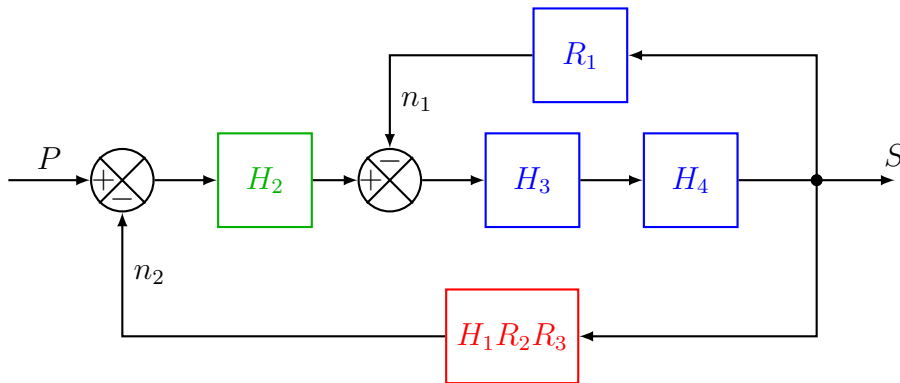 R₁
n₁
P
+
−
H₂
+
−
H₃
H₄
S
n₂
H₁R₂R₃